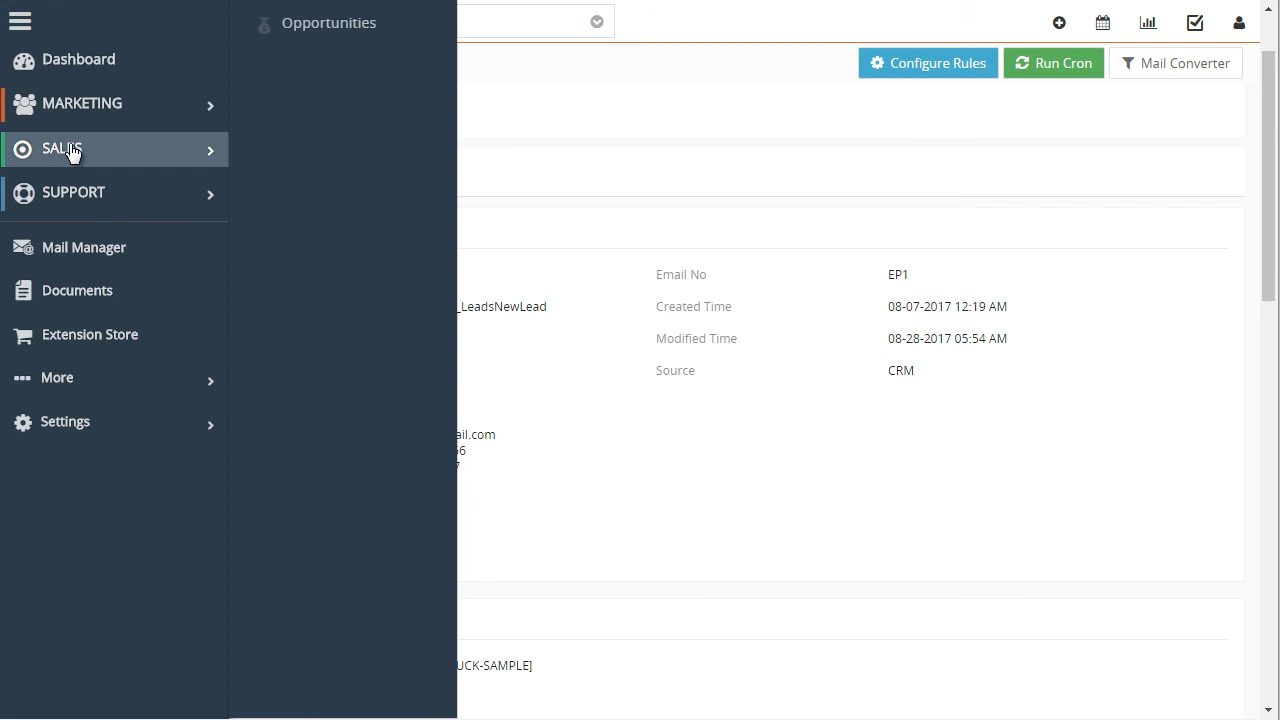 Opportunities
Dashboard
MARKETING
SALES
SUPPORT
Mail Manager
Documents
Extension Store
More
Settings
Configure Rules
Run Cron
Mail Converter
Email No EP1
_LeadsNewLead Created Time 08-07-2017 12:19 AM
Modified Time 08-28-2017 05:54 AM
Source CRM
ail.com
UCK-SAMPLE]